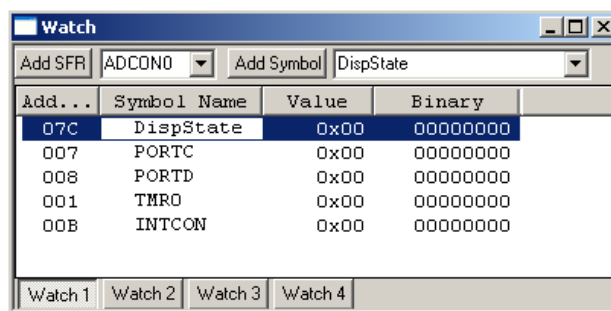 Watch
Add SFR ADCON0 Add Symbol DispState
Add... Symbol Name Value Binary
07C DispState 0x00 00000000
007 PORTC 0x00 00000000
008 PORTD 0x00 00000000
001 TMR0 0x00 00000000
00B INTCON 0x00 00000000
Watch 1 Watch 2 Watch 3 Watch 4